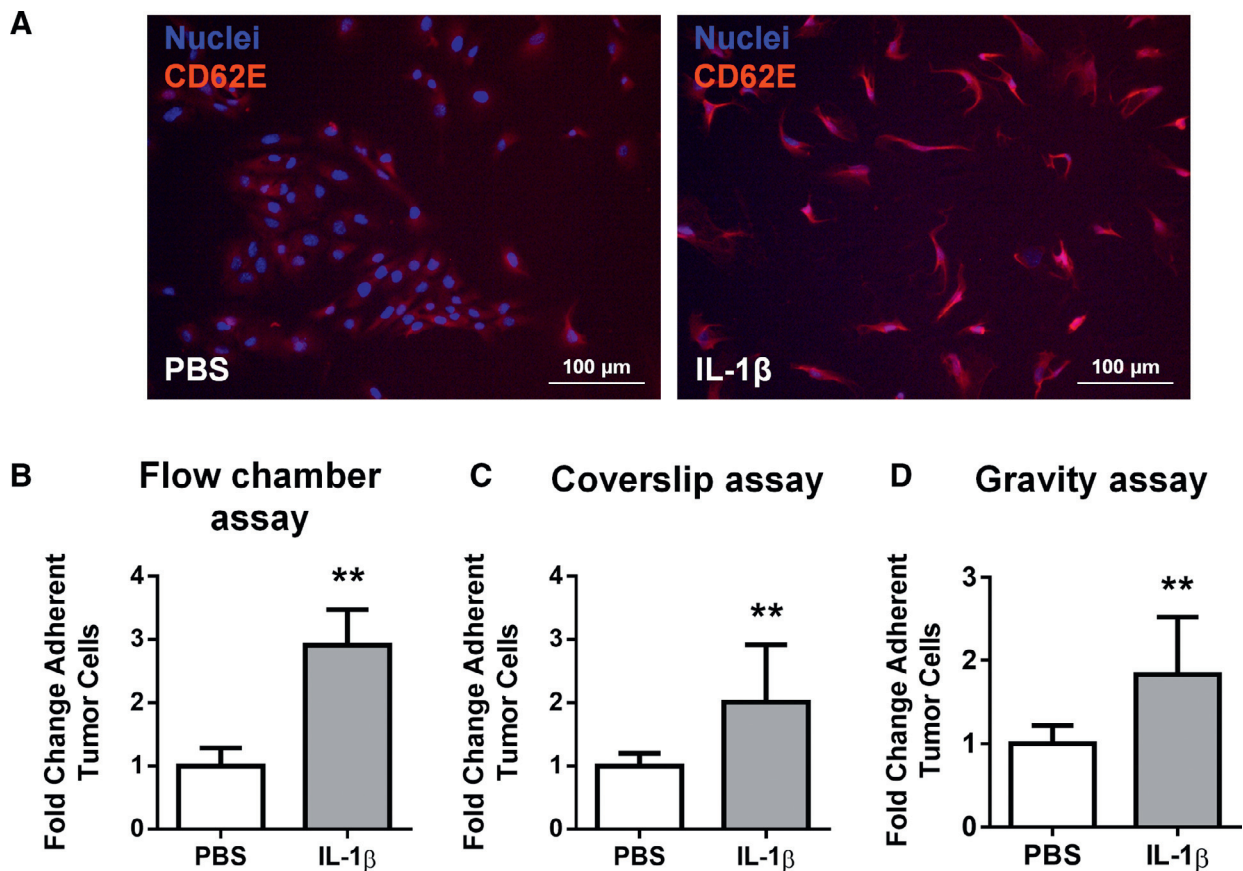 A
Nuclei
CD62E
PBS
100 µm
Nuclei
CD62E
IL-1β
100 µm
B
Flow chamber
assay
Fold Change Adherent
Tumor Cells
4
3
2
1
0
**
PBS
IL-1β
C
Coverslip assay
Fold Change Adherent
Tumor Cells
4
3
2
1
0
**
PBS
IL-1β
D
Gravity assay
Fold Change Adherent
Tumor Cells
3
2
1
0
**
PBS
IL-1β